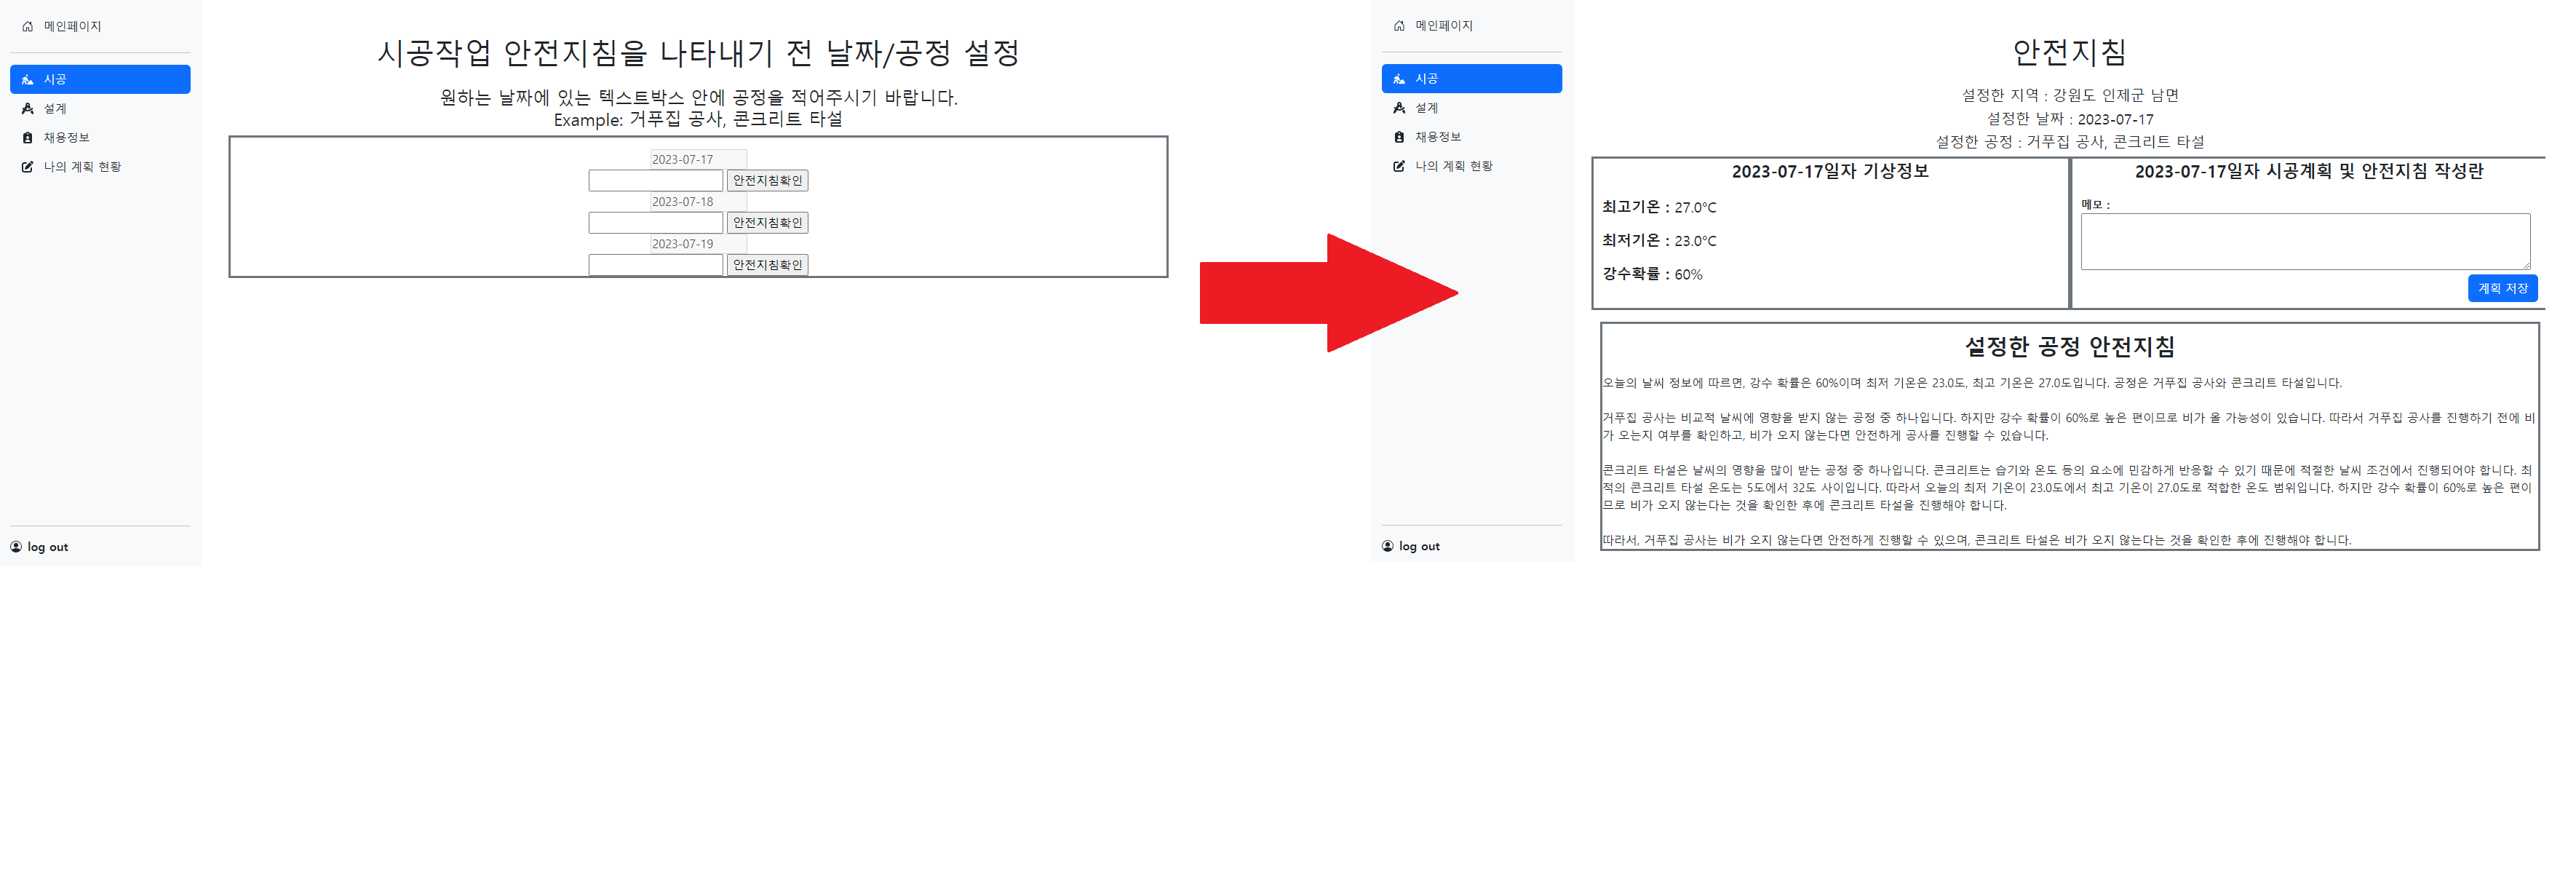 메인페이지
시공
설계
채용정보
나의 계획 현황
log out
시공작업 안전지침을 나타내기 전 날짜/공정 설정
원하는 날짜에 있는 텍스트박스 안에 공정을 적어주시기 바랍니다.
Example: 거푸집 공사, 콘크리트 타설
2023-07-17
안전지침확인
2023-07-18
안전지침확인
2023-07-19
안전지침확인
메인페이지
시공
설계
채용정보
나의 계획 현황
log out
안전지침
설정한 지역 : 강원도 인제군 남면
설정한 날짜 : 2023-07-17
설정한 공정 : 거푸집 공사, 콘크리트 타설
2023-07-17일자 기상정보
최고기온 : 27.0°C
최저기온 : 23.0°C
강수확률 : 60%
2023-07-17일자 시공계획 및 안전지침 작성란
메모 :
계획 저장
설정한 공정 안전지침
오늘의 날씨 정보에 따르면, 강수 확률은 60%이며 최저 기온은 23.0도, 최고 기온은 27.0도입니다. 공정은 거푸집 공사와 콘크리트 타설입니다.
거푸집 공사는 비교적 날씨에 영향을 받지 않는 공정 중 하나입니다. 하지만 강수 확률이 60%로 높은 편이므로 비가 올 가능성이 있습니다. 따라서 거푸집 공사를 진행하기 전에 비
가 오는지 여부를 확인하고, 비가 오지 않는다면 안전하게 공사를 진행할 수 있습니다.
콘크리트 타설은 날씨의 영향을 많이 받는 공정 중 하나입니다. 콘크리트는 습기와 온도 등의 요소에 민감하게 반응할 수 있기 때문에 적절한 날씨 조건에서 진행되어야 합니다. 최
적의 콘크리트 타설 온도는 5도에서 32도 사이입니다. 따라서 오늘의 최저 기온이 23.0도에서 최고 기온이 27.0도로 적합한 온도 범위입니다. 하지만 강수 확률이 60%로 높은 편이
므로 비가 오지 않는다는 것을 확인한 후에 콘크리트 타설을 진행해야 합니다.
따라서, 거푸집 공사는 비가 오지 않는다면 안전하게 진행할 수 있으며, 콘크리트 타설은 비가 오지 않는다는 것을 확인한 후에 진행해야 합니다.